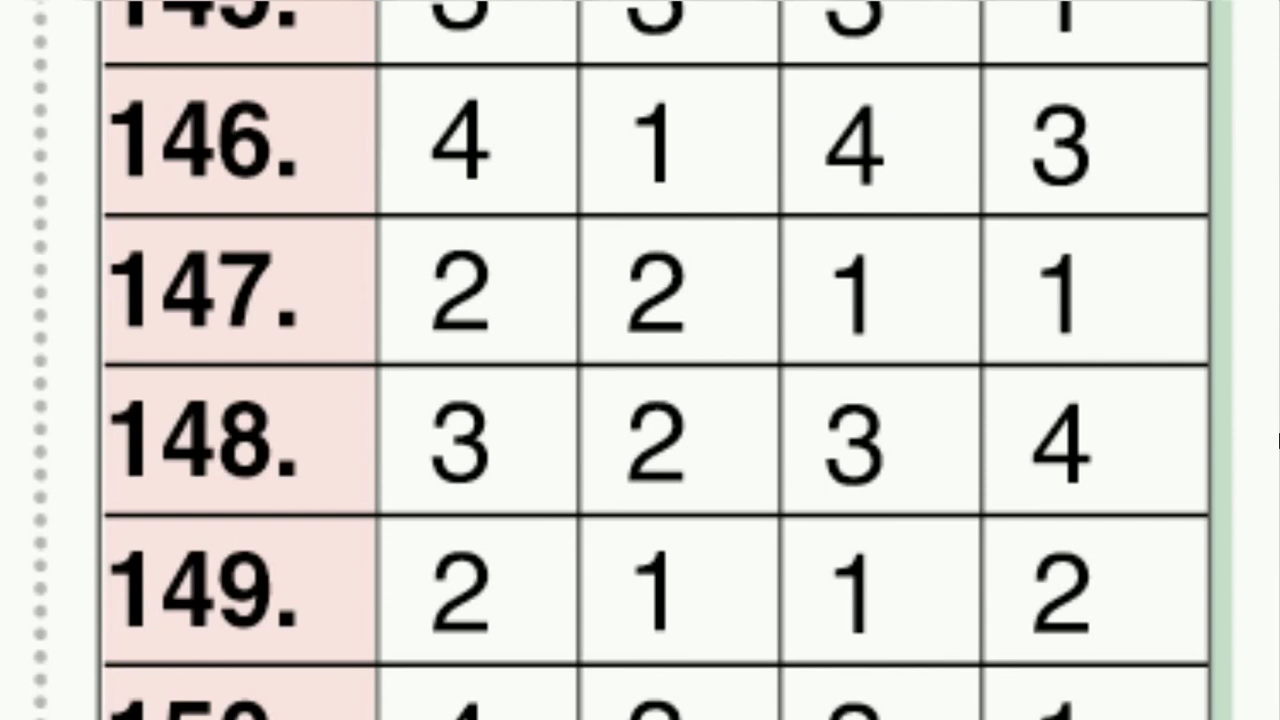 146. 4 1 4 3
147. 2 2 1 1
148. 3 2 3 4
149. 2 1 1 2